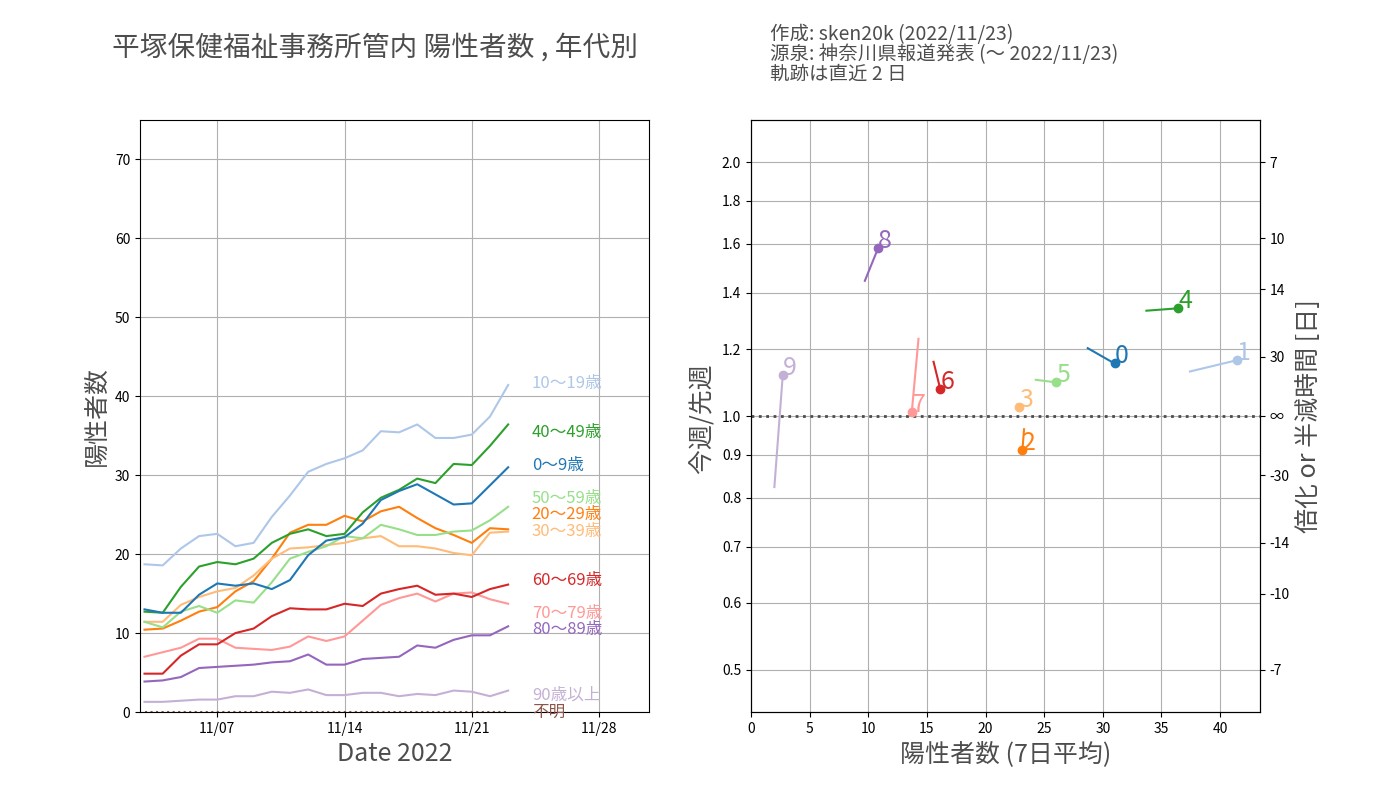 平塚保健福祉事務所管内 陽性者数 , 年代別
作成: sken20k (2022/11/23)
源泉: 神奈川県報道発表 (〜 2022/11/23)
軌跡は直近 2 日
陽性者数
70
60
50
40
30
20
10
0
10〜19歳
40〜49歳
0〜9歳
50〜59歳
20〜29歳
30〜39歳
60〜69歳
70〜79歳
80〜89歳
90歳以上
不明
11/07 11/14 11/21 11/28
Date 2022
今週/先週
2.0
1.8
1.6
1.4
1.2
1.0
0.9
0.8
0.7
0.6
0.5
8
4
1
0
9
5
6
3
7
2
7
10
14
30
∞
-30
-14
-10
-7
倍化 or 半減時間 [日]
0 5 10 15 20 25 30 35 40
陽性者数 (7日平均)